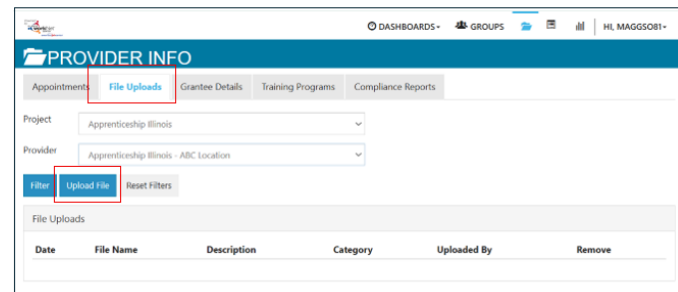 DASHBOARDS GROUPS HI, MAGGSO81
PROVIDER INFO
Appointments File Uploads Grantee Details Training Programs Compliance Reports
Project Apprenticeship Illinois
Provider Apprenticeship Illinois - ABC Location
Filter Upload File Reset Filters
File Uploads
Date File Name Description Category Uploaded By Remove